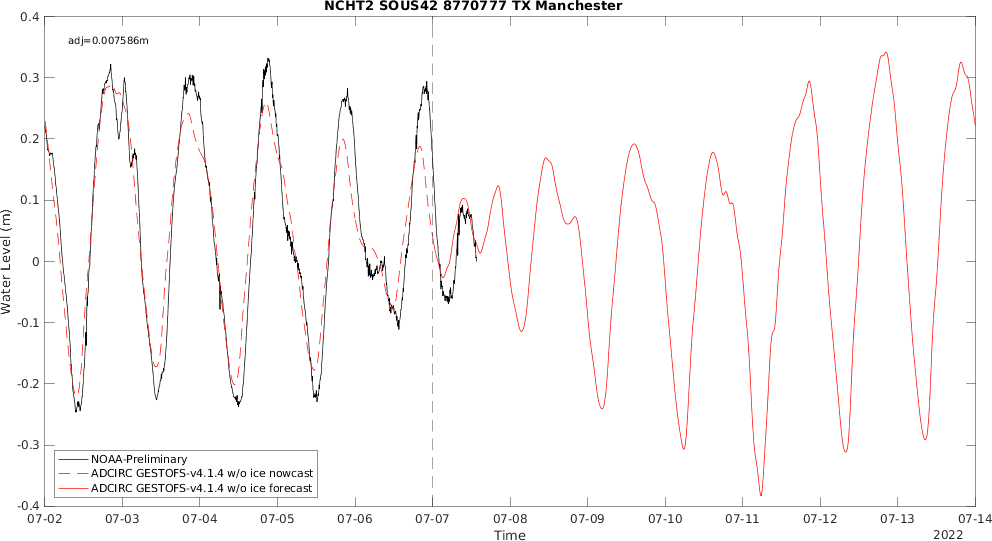 NCHT2 SOUS42 8770777 TX Manchester
adj=0.007586m
0.4
0.3
0.2
0.1
0
-0.1
-0.2
-0.3
-0.4
Water Level (m)
NOAA-Preliminary
ADCIRC GESTOFS-v4.1.4 w/o ice nowcast
ADCIRC GESTOFS-v4.1.4 w/o ice forecast
07-02 07-03 07-04 07-05 07-06 07-07 07-08 07-09 07-10 07-11 07-12 07-13 07-14
Time
2022